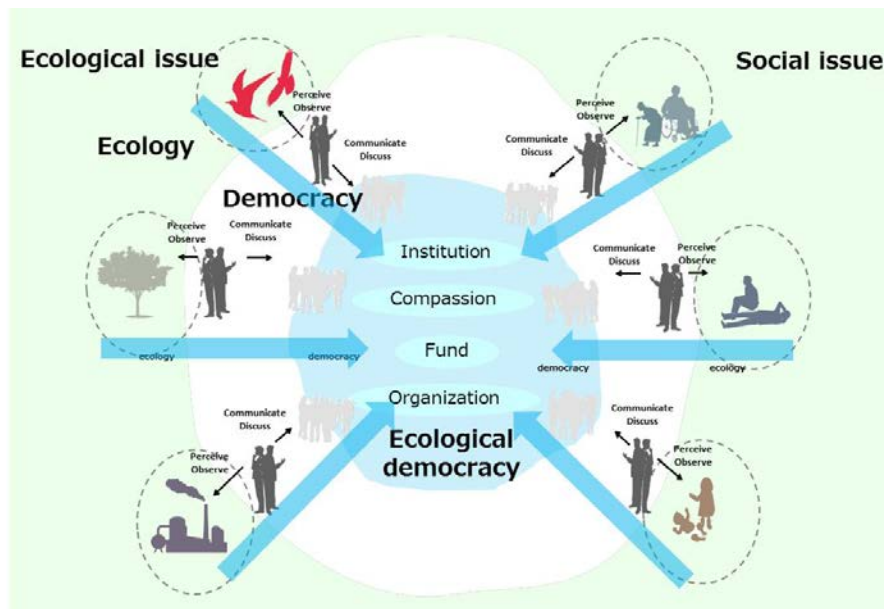 Ecological issue
Social issue
Perceive
Observe
Perceive
Observe
Ecology
Communicate
Discuss
Communicate
Discuss
Democracy
Perceive
Observe
Communicate
Discuss
Institution
Communicate
Discuss
Perceive
Observe
Compassion
Fund
ecology
democracy
democracy
ecology
Organization
Communicate
Discuss
Communicate
Discuss
Ecological
democracy
Perceive
Observe
Perceive
Observe